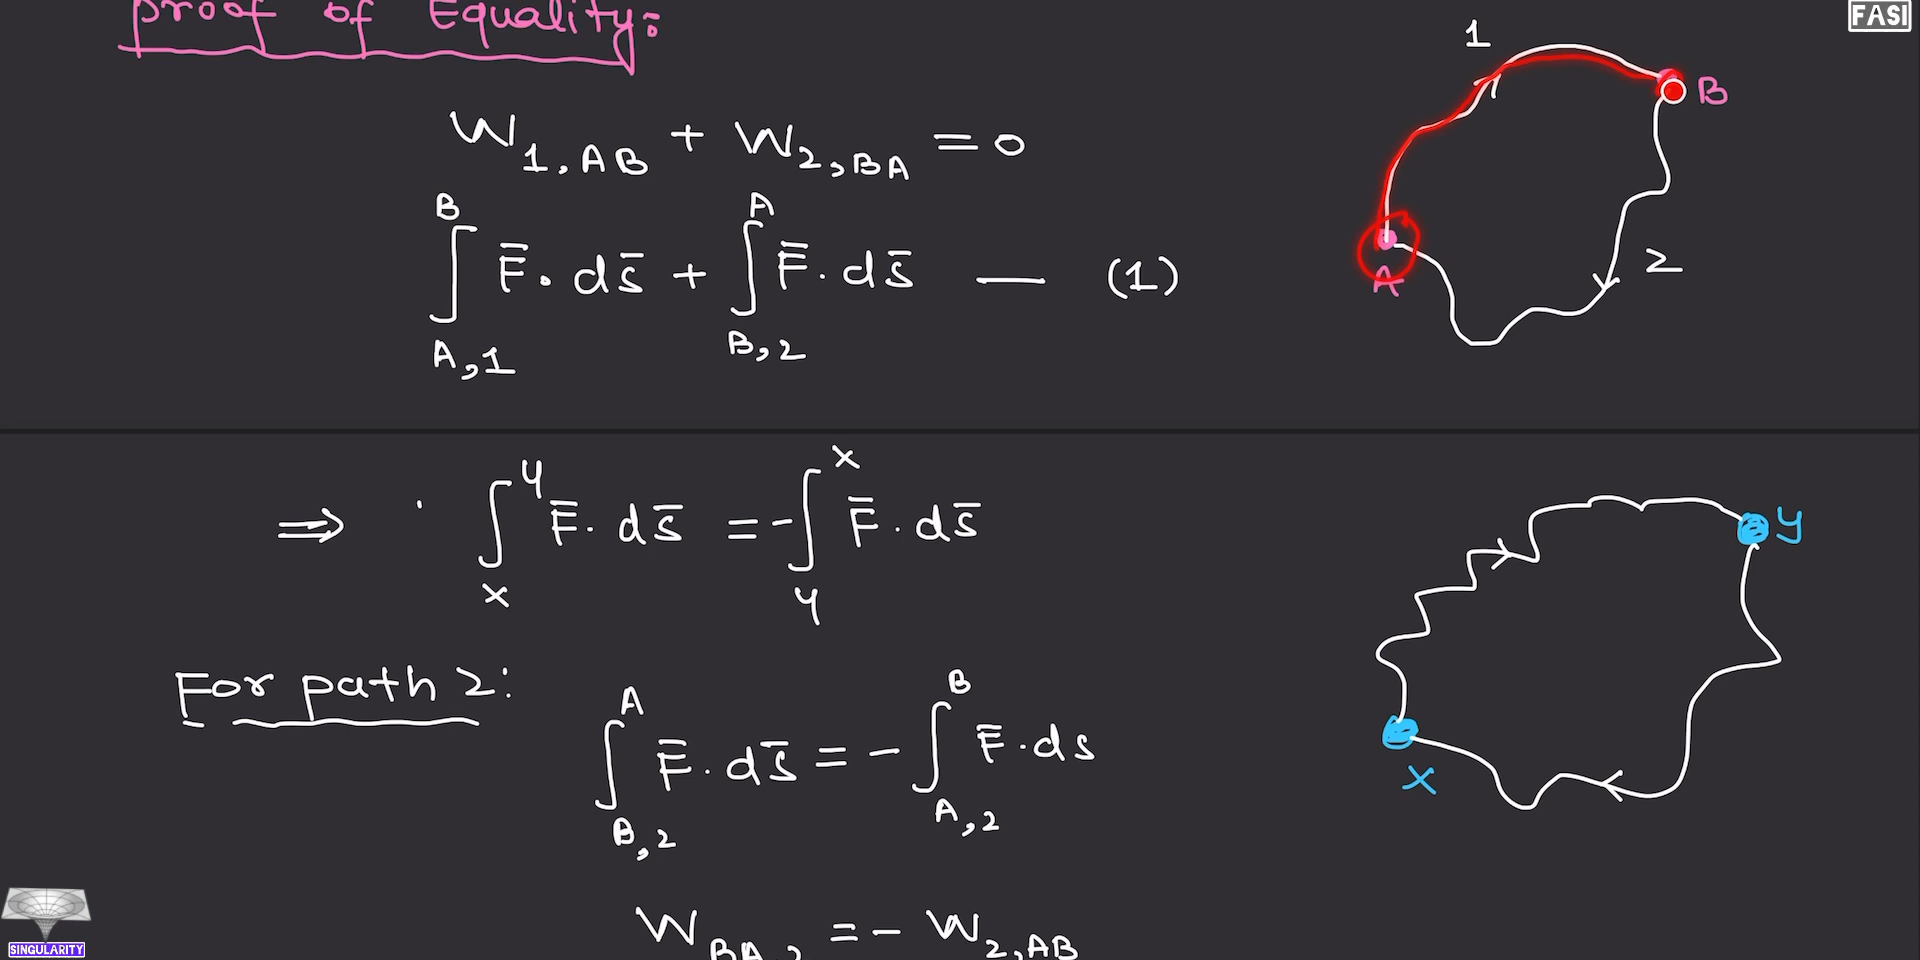 proof of Equality:
FASI
W1,AB + W2,BA = 0
∫_{A,1}^{B} F̄ · ds̄ + ∫_{B,2}^{A} F̄ · ds̄ — (1)
1
B
A
2
⇒ ∫_{x}^{y} F̄ · ds̄ = - ∫_{y}^{x} F̄ · ds̄
y
x
For path 2:
∫_{B,2}^{A} F̄ · ds̄ = - ∫_{A,2}^{B} F̄ · ds
W_{BA,2} = - W_{2,AB}
SINGULARITY